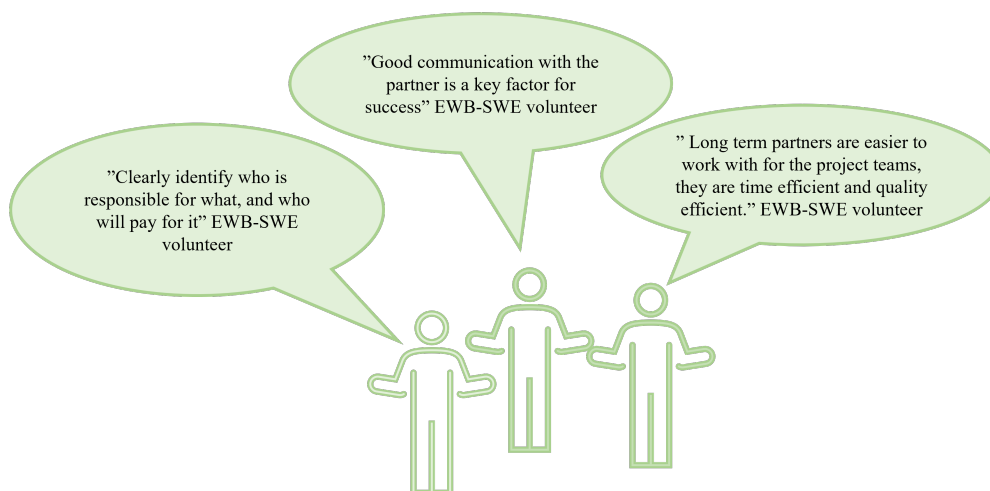 ”Good communication with the
partner is a key factor for
success” EWB-SWE volunteer
”Clearly identify who is
responsible for what, and who
will pay for it” EWB-SWE
volunteer
” Long term partners are easier to
work with for the project teams,
they are time efficient and quality
efficient.” EWB-SWE volunteer